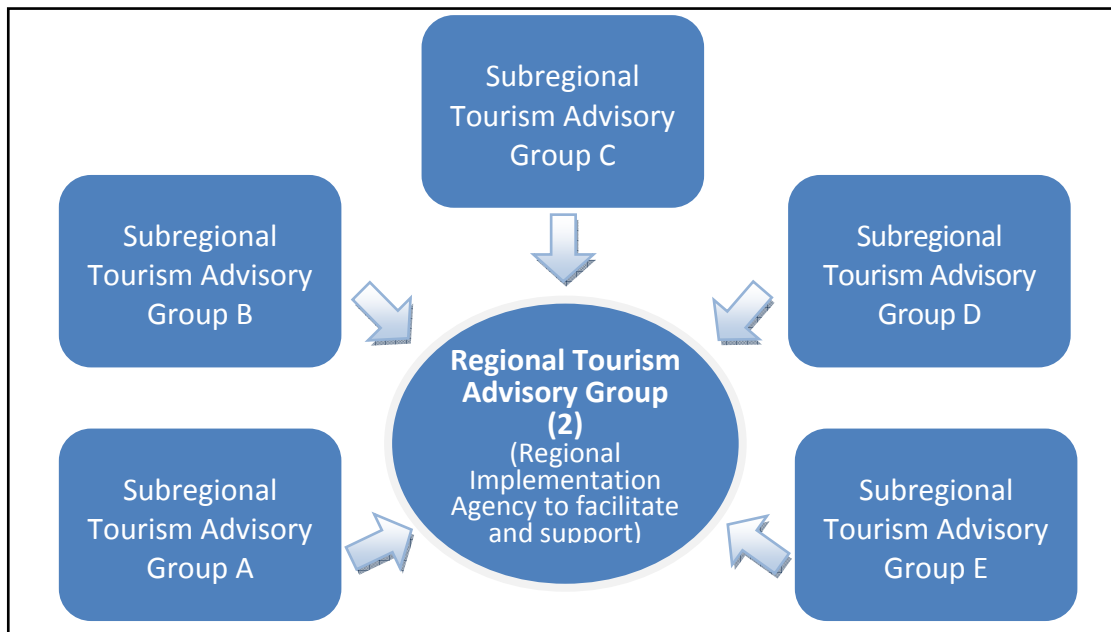 Subregional
Tourism Advisory
Group C
Subregional
Tourism Advisory
Group B
Subregional
Tourism Advisory
Group D
Regional Tourism
Advisory Group
(2)
(Regional
Implementation
Agency to facilitate
and support)
Subregional
Tourism Advisory
Group A
Subregional
Tourism Advisory
Group E